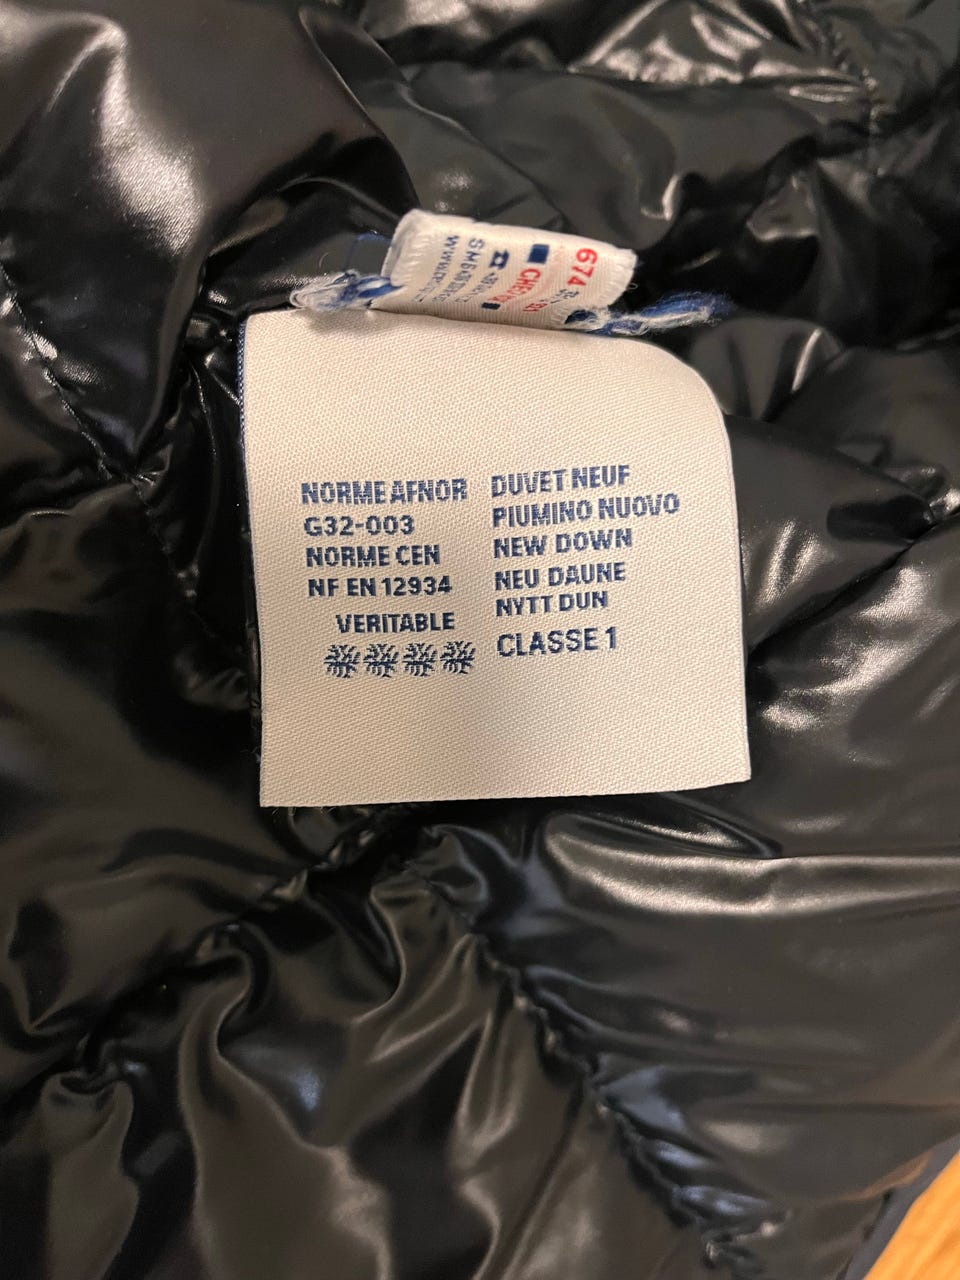 674
NORME AFNOR
G32-003
NORME CEN
NF EN 12934
VERITABLE
DUVET NEUF
PIUMINO NUOVO
NEW DOWN
NEU DAUNE
NYTT DUN
CLASSE 1